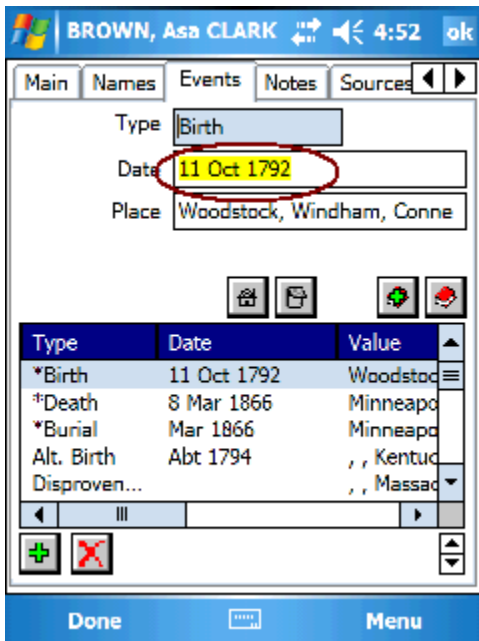 BROWN, Asa CLARK 4:52 ok
Main Names Events Notes Sources
Type Birth
Date 11 Oct 1792
Place Woodstock, Windham, Conne
Type Date Value
*Birth 11 Oct 1792 Woodstoc
*Death 8 Mar 1866 Minneapo
*Burial Mar 1866 Minneapo
Alt. Birth Abt 1794 , , Kentuc
Disproven... , , Massac
Done Menu